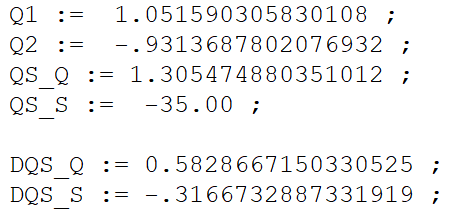 Q1 :=  1.051590305830108 ;
Q2 :=  -.9313687802076932 ;
QS_Q := 1.305474880351012 ;
QS_S :=  -35.00 ;
DQS_Q := 0.5828667150330525 ;
DQS_S := -.3166732887331919 ;